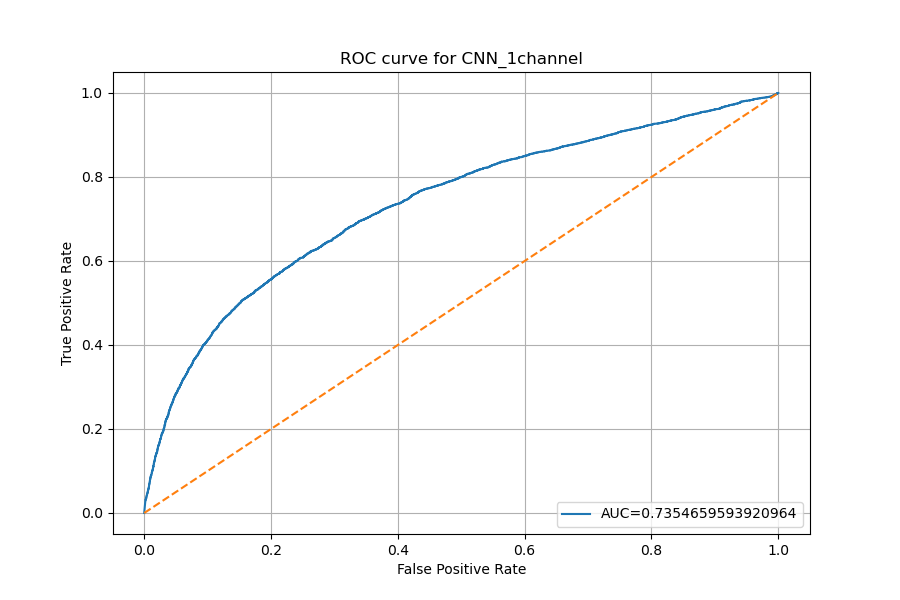 ROC curve for CNN_1channel
True Positive Rate
1.0
0.8
0.6
0.4
0.2
0.0
AUC=0.7354659593920964
0.0 0.2 0.4 0.6 0.8 1.0
False Positive Rate